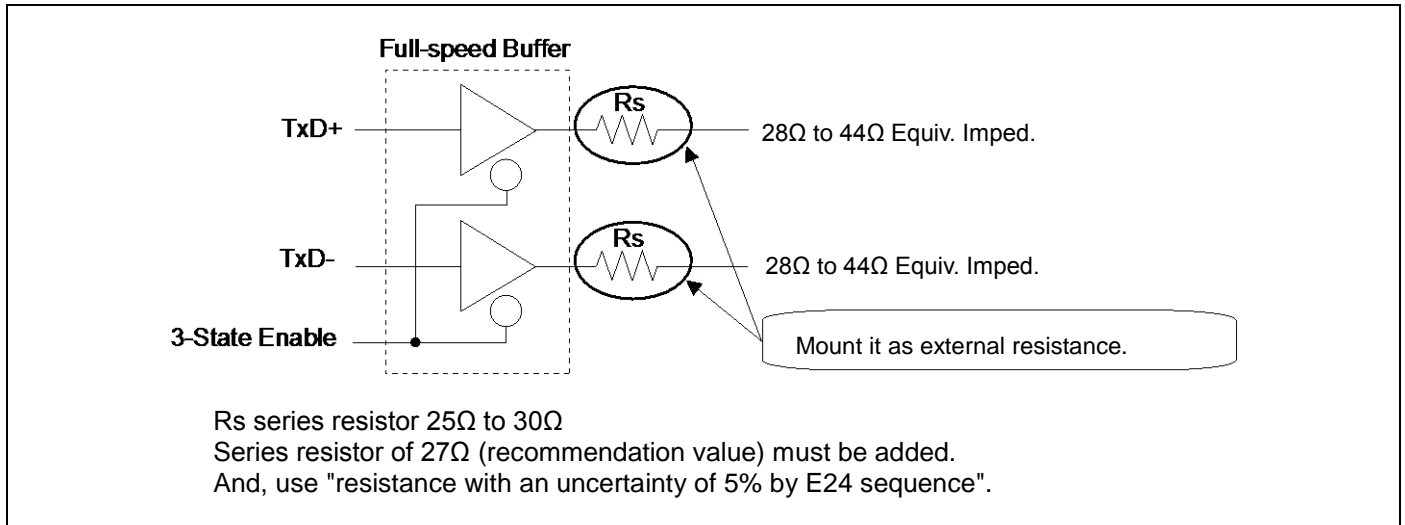 Full-speed Buffer
Rs
TxD+
28Ω to 44Ω Equiv. Imped.
Rs
TxD-
28Ω to 44Ω Equiv. Imped.
3-State Enable
Mount it as external resistance.
Rs series resistor 25Ω to 30Ω
Series resistor of 27Ω (recommendation value) must be added.
And, use "resistance with an uncertainty of 5% by E24 sequence".